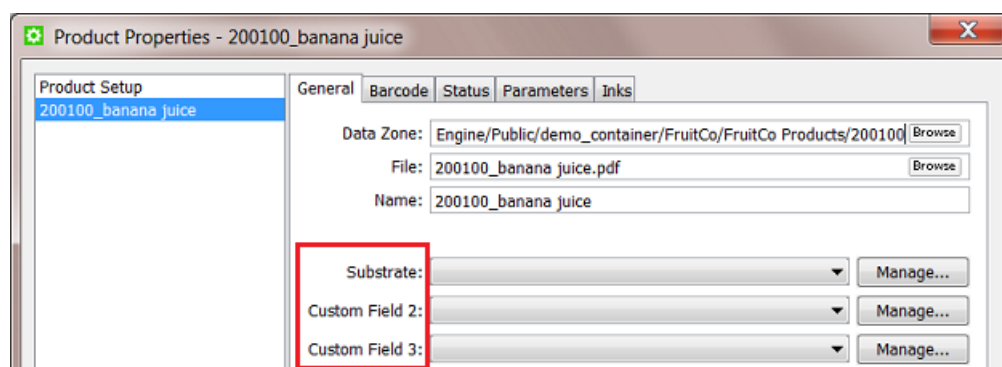 Product Properties - 200100_banana juice
X
Product Setup
200100_banana juice
General Barcode Status Parameters Inks
Data Zone: Engine/Public/demo_container/FruitCo/FruitCo Products/200100 Browse
File: 200100_banana juice.pdf Browse
Name: 200100_banana juice
Substrate: Manage...
Custom Field 2: Manage...
Custom Field 3: Manage...